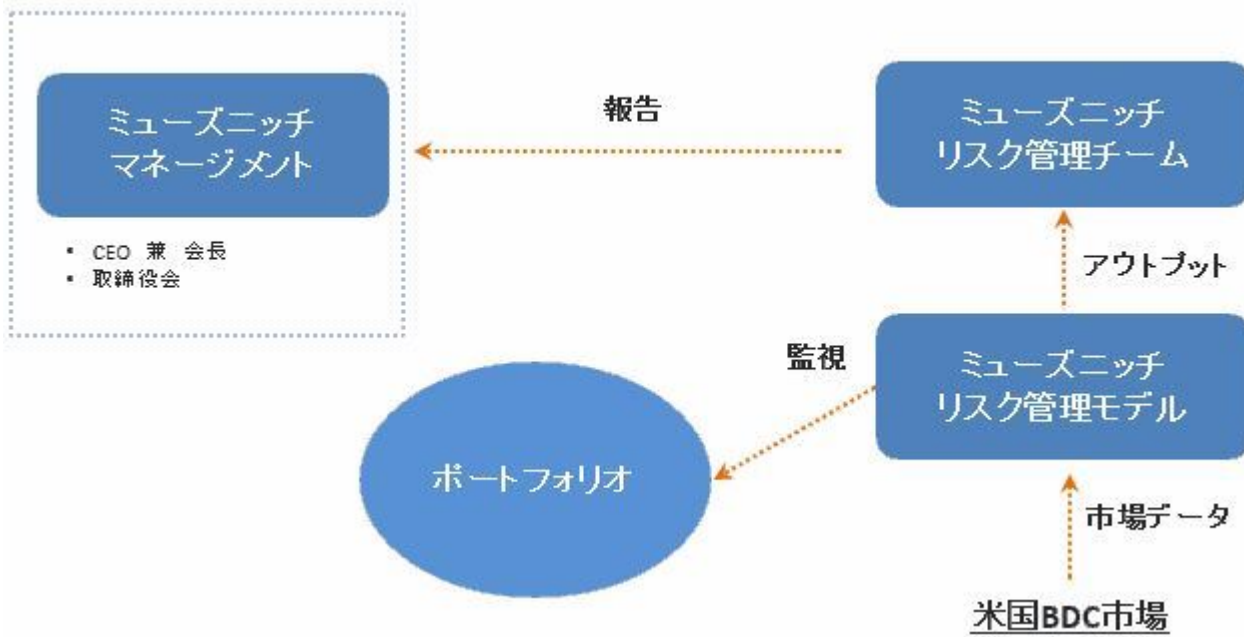 ミューズニッチ
マネージメント
• CEO 兼 会長
• 取締役会
報告
ミューズニッチ
リスク管理チーム
アウトプット
監視
ミューズニッチ
リスク管理モデル
ポートフォリオ
市場データ
米国BDC市場